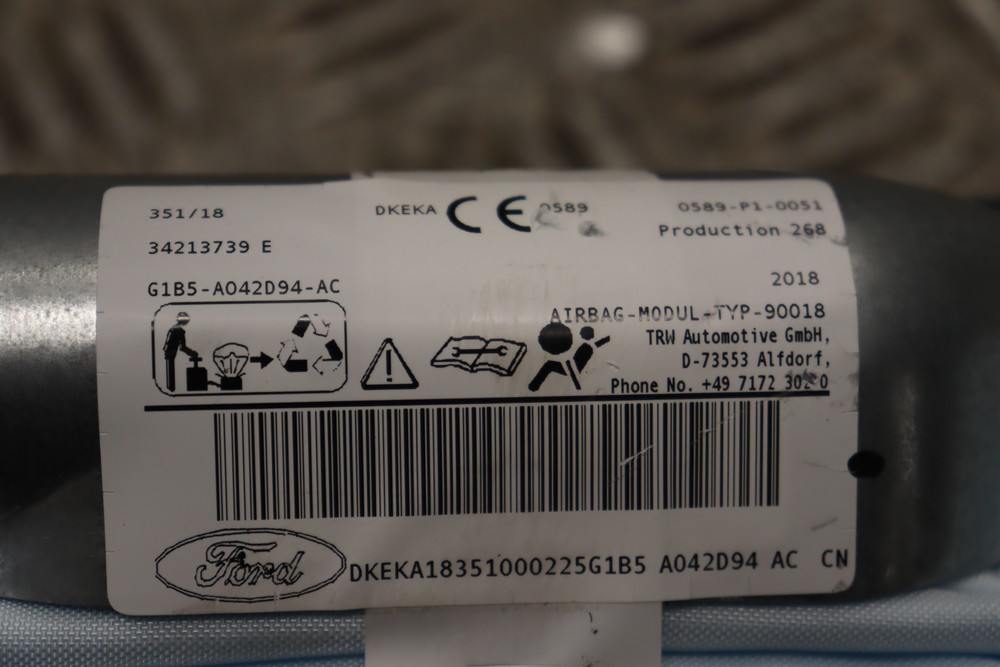 351/18
34213739 E
G1B5-A042D94-AC
DKEKA CE 0589
0589-P1-0051
Production 268
2018
AIRBAG-MODUL-TYP-90018
TRW Automotive GmbH,
D-73553 Alfdorf,
Phone No. +49 7172 302 0
Ford
DKEKA18351000225G1B5 A042D94 AC CN